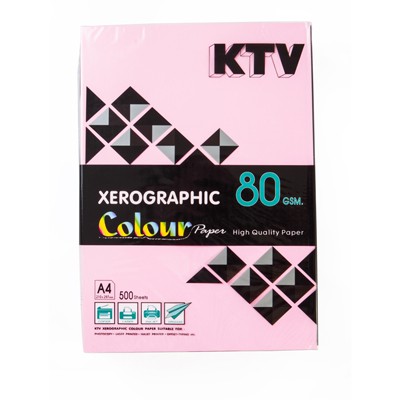 KTV
XEROGRAPHIC 80 GSM.
Colour Paper High Quality Paper
A4
500 Sheets
KTV XEROGRAPHIC COLOUR PAPER SUITABLE FOR: